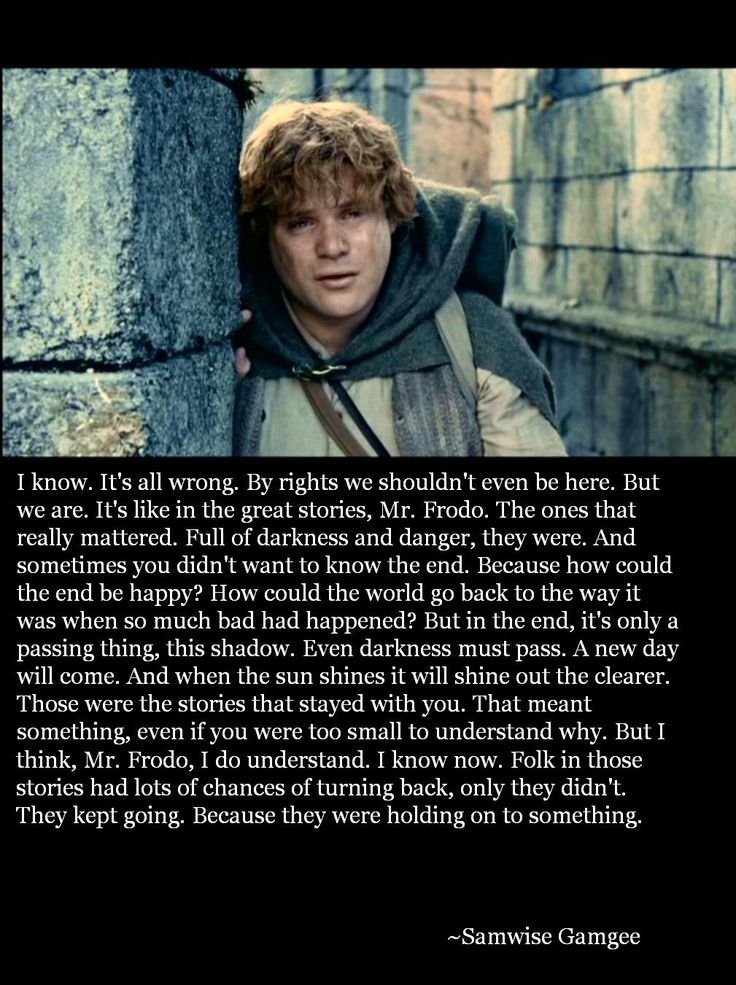 I know. It's all wrong. By rights we shouldn't even be here. But
we are. It's like in the great stories, Mr. Frodo. The ones that
really mattered. Full of darkness and danger, they were. And
sometimes you didn't want to know the end. Because how could
the end be happy? How could the world go back to the way it
was when so much bad had happened? But in the end, it's only a
passing thing, this shadow. Even darkness must pass. A new day
will come. And when the sun shines it will shine out the clearer.
Those were the stories that stayed with you. That meant
something, even if you were too small to understand why. But I
think, Mr. Frodo, I do understand. I know now. Folk in those
stories had lots of chances of turning back, only they didn't.
They kept going. Because they were holding on to something.
~Samwise Gamgee